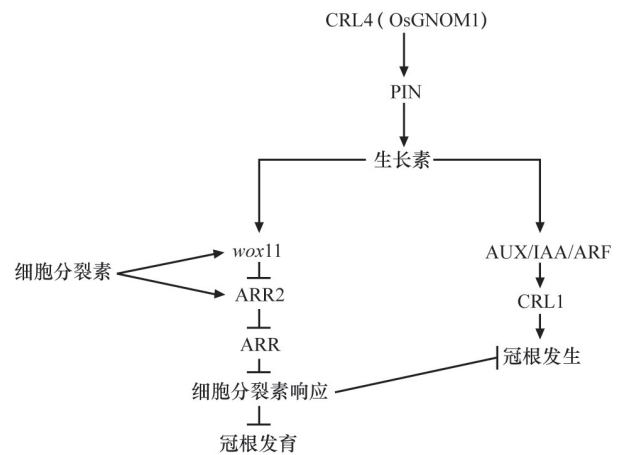 CRL4 ( OsGNOM1)
PIN
生长素
wox11
AUX/IAA/ARF
细胞分裂素
ARR2
CRL1
ARR
冠根发生
细胞分裂素响应
冠根发育